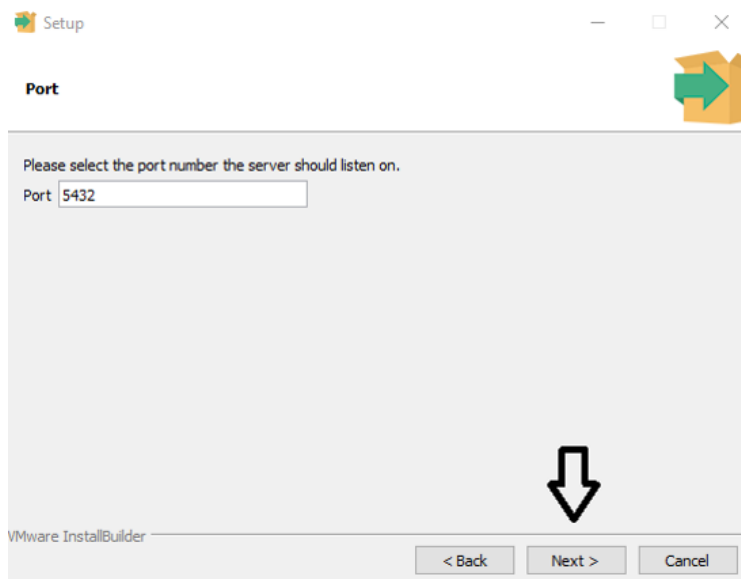 Setup
Port
Please select the port number the server should listen on.
Port 5432
VMware InstallBuilder
< Back Next > Cancel